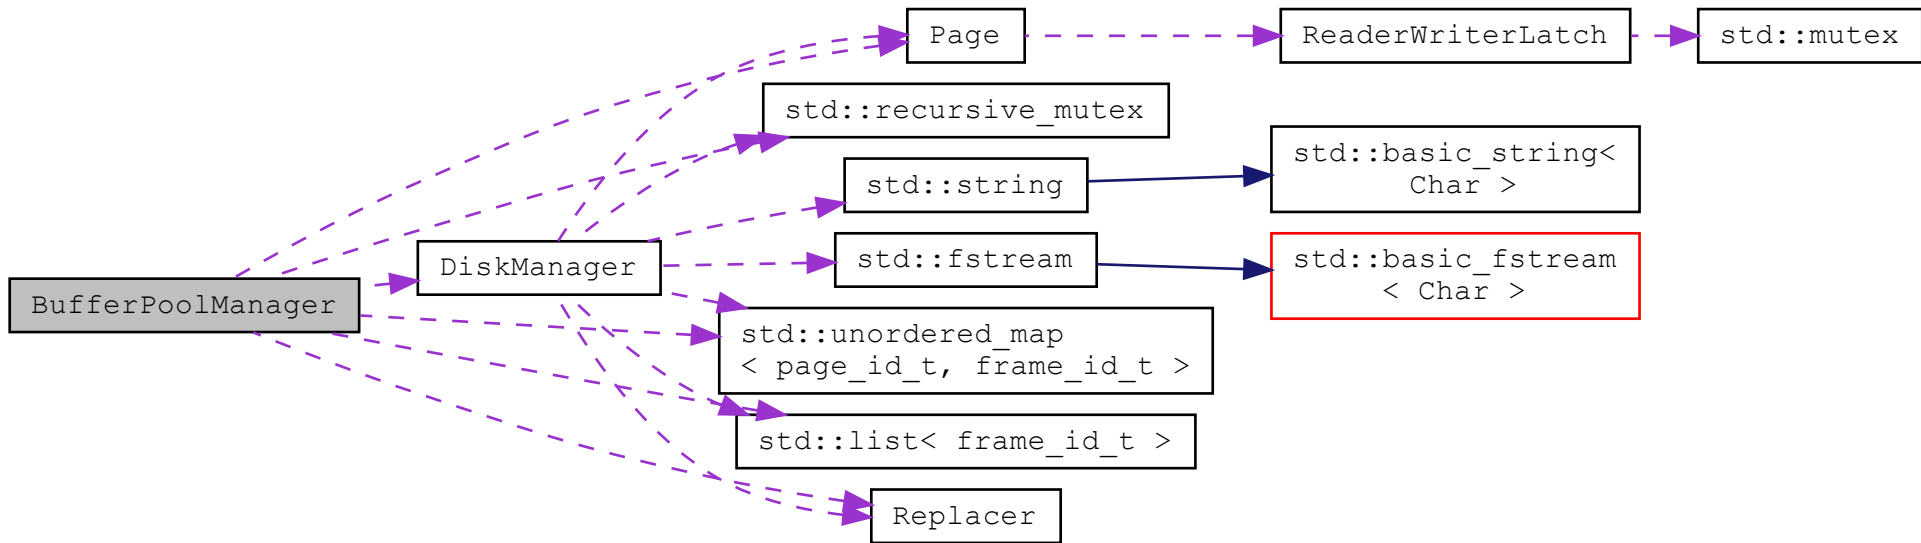 Page
ReaderWriterLatch
std::mutex
std::recursive_mutex
std::basic_string<
Char >
std::string
std::fstream
std::basic_fstream
< Char >
DiskManager
BufferPoolManager
std::unordered_map
< page_id_t, frame_id_t >
std::list< frame_id_t >
Replacer